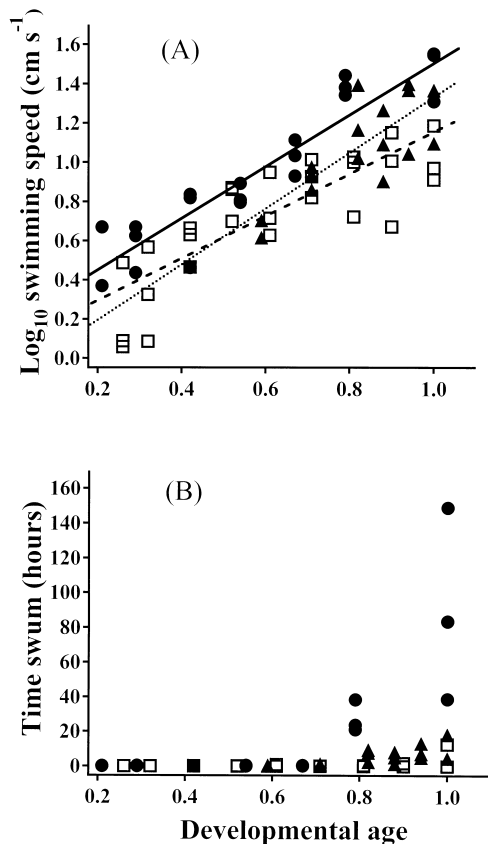 (A)
Log10 swimming speed (cm s-1)
1.6
1.4
1.2
1.0
0.8
0.6
0.4
0.2
0.0
0.2 0.4 0.6 0.8 1.0
(B)
Time swum (hours)
160
140
120
100
80
60
40
20
0
0.2 0.4 0.6 0.8 1.0
Developmental age